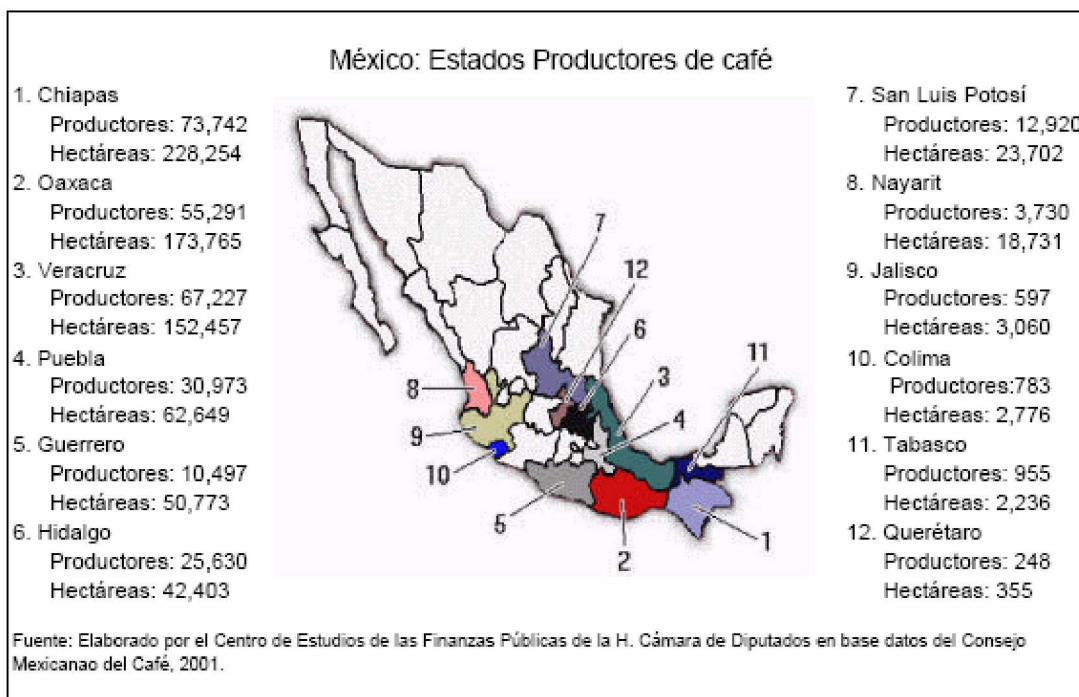 México: Estados Productores de café
1. Chiapas
Productores: 73,742
Hectáreas: 228,254
2. Oaxaca
Productores: 55,291
Hectáreas: 173,765
3. Veracruz
Productores: 67,227
Hectáreas: 152,457
4. Puebla
Productores: 30,973
Hectáreas: 62,649
5. Guerrero
Productores: 10,497
Hectáreas: 50,773
6. Hidalgo
Productores: 25,630
Hectáreas: 42,403
7
12
6
11
3
4
8
9
10
5
2
1
7. San Luis Potosí
Productores: 12,920
Hectáreas: 23,702
8. Nayarit
Productores: 3,730
Hectáreas: 18,731
9. Jalisco
Productores: 597
Hectáreas: 3,060
10. Colima
Productores:783
Hectáreas: 2,776
11. Tabasco
Productores: 955
Hectáreas: 2,236
12. Querétaro
Productores: 248
Hectáreas: 355
Fuente: Elaborado por el Centro de Estudios de las Finanzas Públicas de la H. Cámara de Diputados en base datos del Consejo
Mexicanao del Café, 2001.